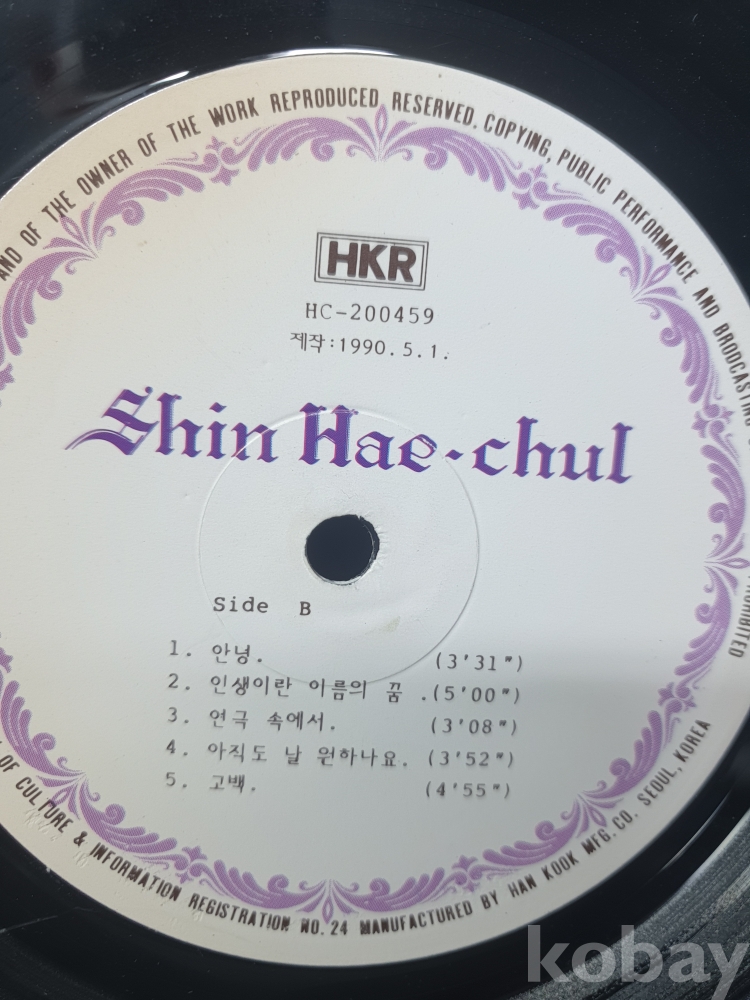 AND OF THE OWNER OF THE WORK REPRODUCED RESERVED. COPYING, PUBLIC PERFORMANCE AND BRODCASTING
HKR
HC-200459
제작:1990.5.1.
Shin Hae-chul
Side B
1. 안녕. (3'31")
2. 인생이란 이름의 꿈 .(5'00")
3. 연극 속에서. (3'08")
4. 아직도 날 원하나요. (3'52")
5. 고백. (4'55")
OF CULTURE & INFORMATION REGISTRATION NO. 24 MANUFACTURED BY HAN KOOK MFG. CO. SEOUL, KOREA
kobay